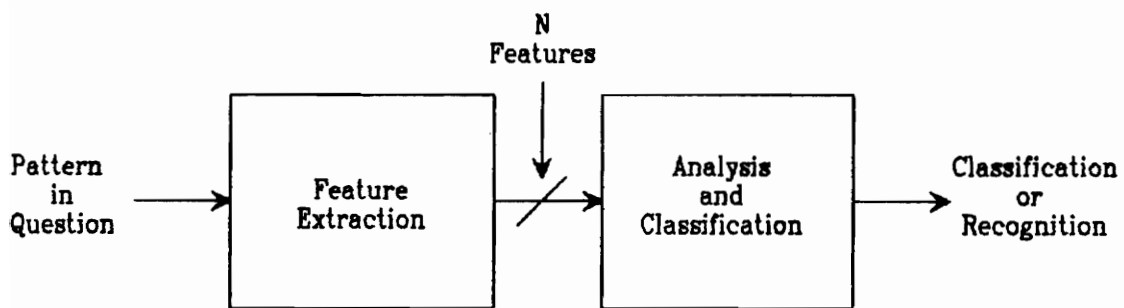 N
Features
Pattern
in
Question
Feature
Extraction
Analysis
and
Classification
Classification
or
Recognition